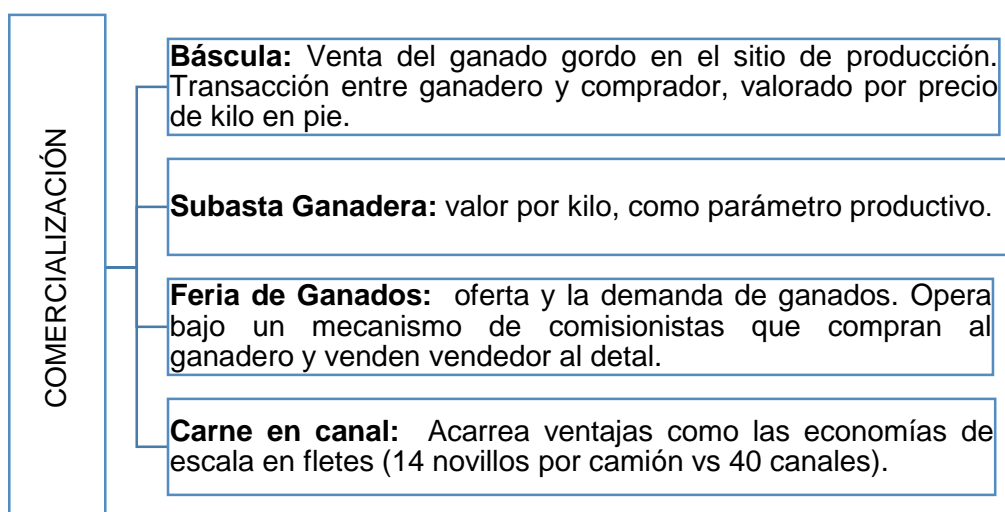 COMERCIALIZACIÓN
Báscula: Venta del ganado gordo en el sitio de producción.
Transacción entre ganadero y comprador, valorado por precio
de kilo en pie.
Subasta Ganadera: valor por kilo, como parámetro productivo.
Feria de Ganados: oferta y la demanda de ganados. Opera
bajo un mecanismo de comisionistas que compran al
ganadero y venden vendedor al detal.
Carne en canal: Acarrea ventajas como las economías de
escala en fletes (14 novillos por camión vs 40 canales).